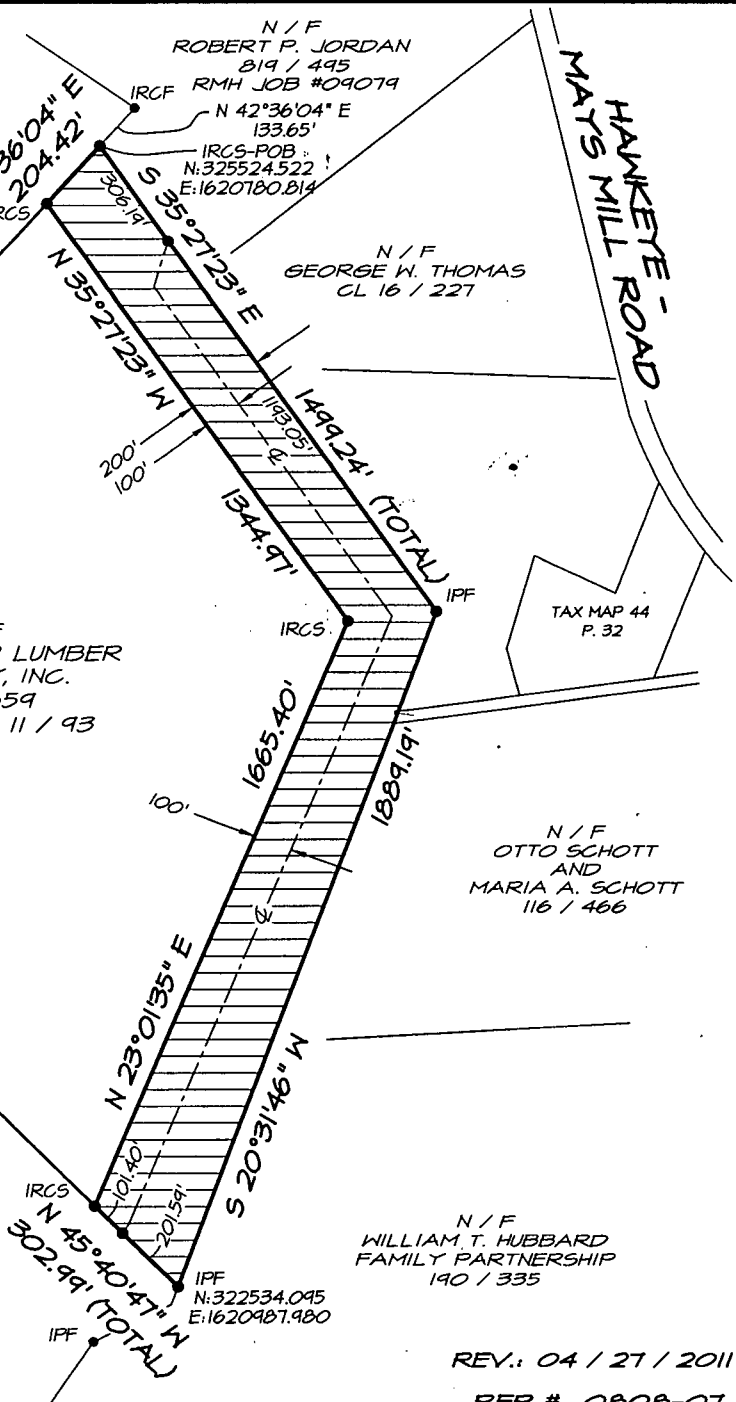 N / F
ROBERT P. JORDAN
819 / 495
RMH JOB #09079
IRCF
N 42°36'04" E
133.65'
IRCS-POB
N:325524.522
E:1620780.814
36'04" E
204.42'
RCS
306.19'
S 35°27'23" E
N 35°27'23" W
HAWKEYE -
MAYS MILL ROAD
N / F
GEORGE W. THOMAS
CL 16 / 227
1193.05'
1499.24' (TOTAL)
200'
100'
1344.97'
IPF
IRCS
TAX MAP 44
P. 32
LUMBER
, INC.
59
11 / 93
1665.40'
1889.19'
100'
N / F
OTTO SCHOTT
AND
MARIA A. SCHOTT
116 / 466
N 23°01'35" E
S 20°31'46" W
IRCS
101.40'
201.59'
N 45°40'47" W
302.99' (TOTAL)
IPF
N:322534.095
E:1620987.980
IPF
N / F
WILLIAM T. HUBBARD
FAMILY PARTNERSHIP
190 / 335
REV.: 04 / 27 / 2011